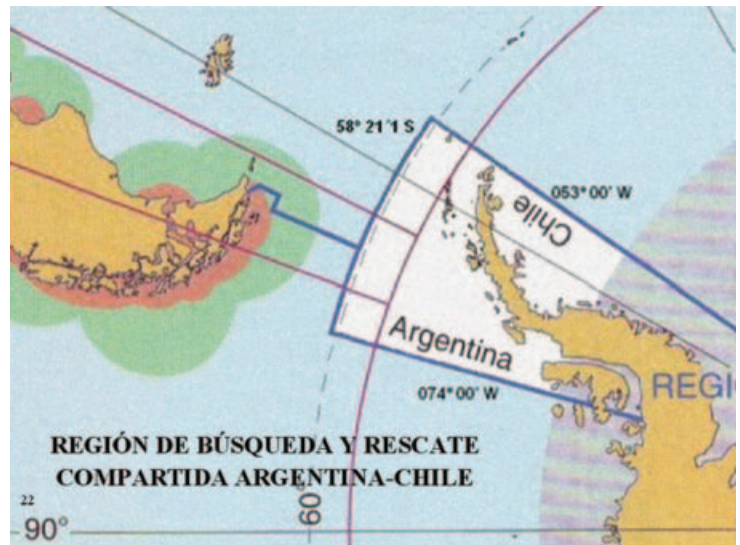 58° 21´1 S
053° 00' W
Chile
Argentina
074° 00' W
REGI
REGIÓN DE BÚSQUEDA Y RESCATE
COMPARTIDA ARGENTINA-CHILE
22
90°
60°